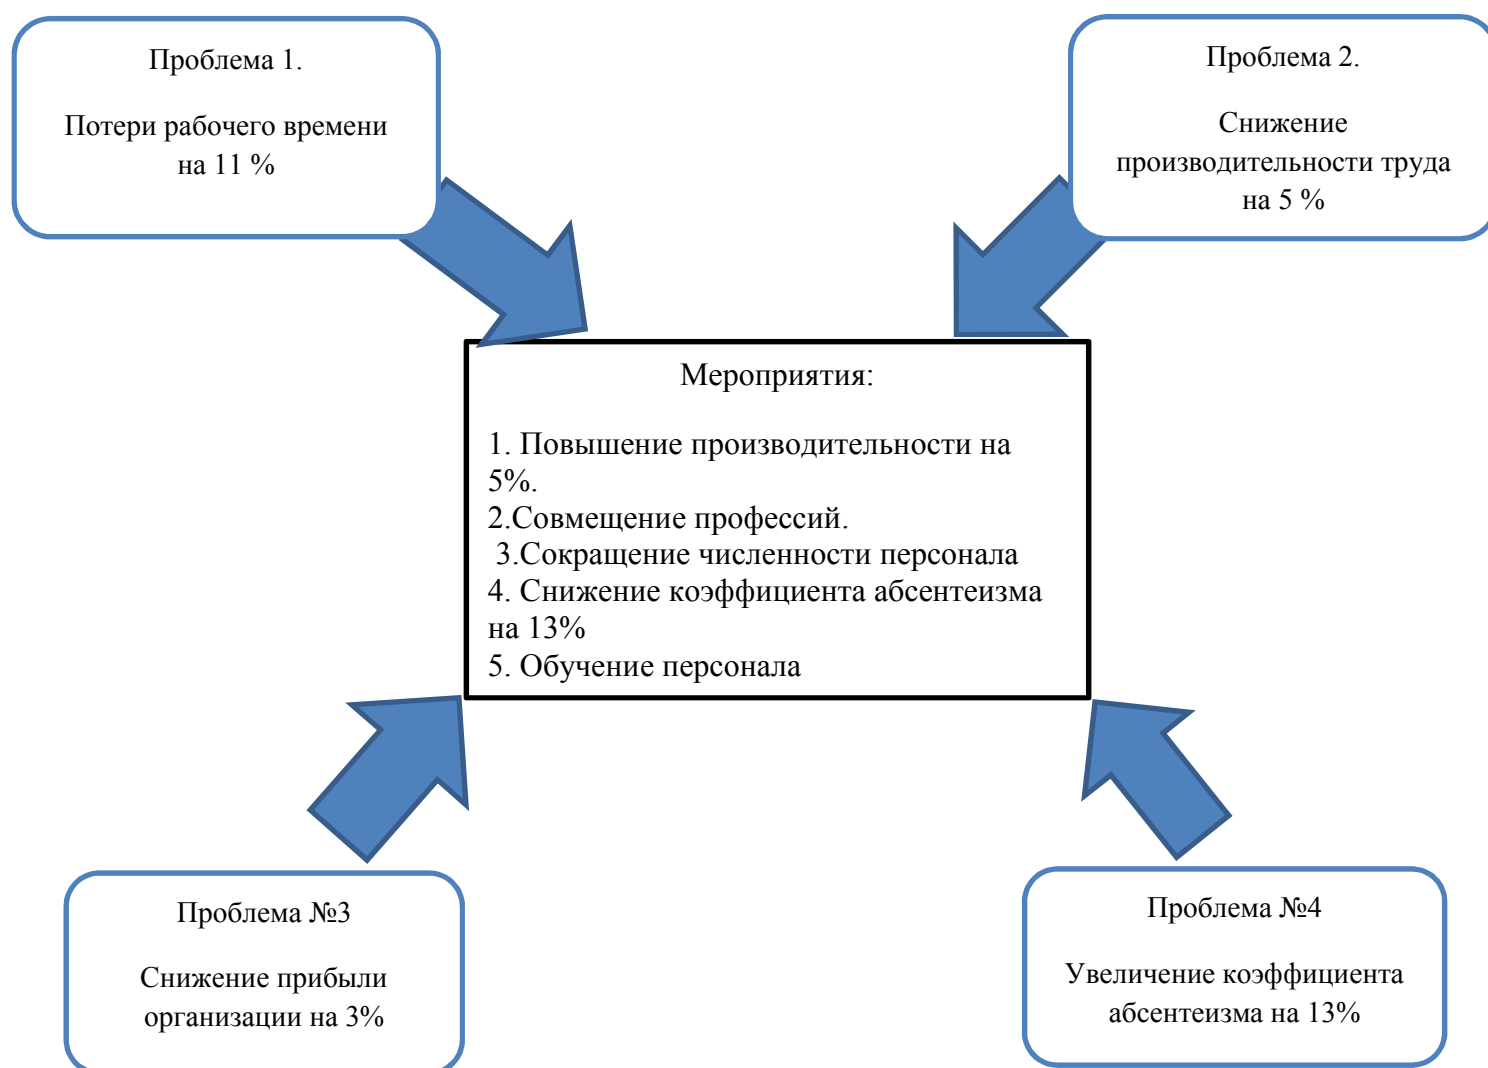 Проблема 1.
Потери рабочего времени
на 11 %
Проблема 2.
Снижение
производительности труда
на 5 %
Мероприятия:
1. Повышение производительности на
5%.
2.Совмещение профессий.
3.Сокращение численности персонала
4. Снижение коэффициента абсентеизма
на 13%
5. Обучение персонала
Проблема №3
Снижение прибыли
организации на 3%
Проблема №4
Увеличение коэффициента
абсентеизма на 13%